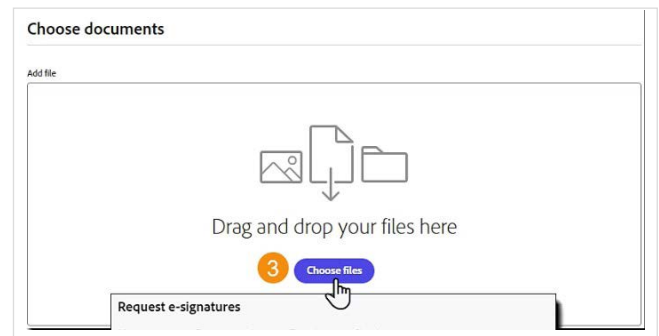 Choose documents
Add file
Drag and drop your files here
3
Choose files
Request e-signatures